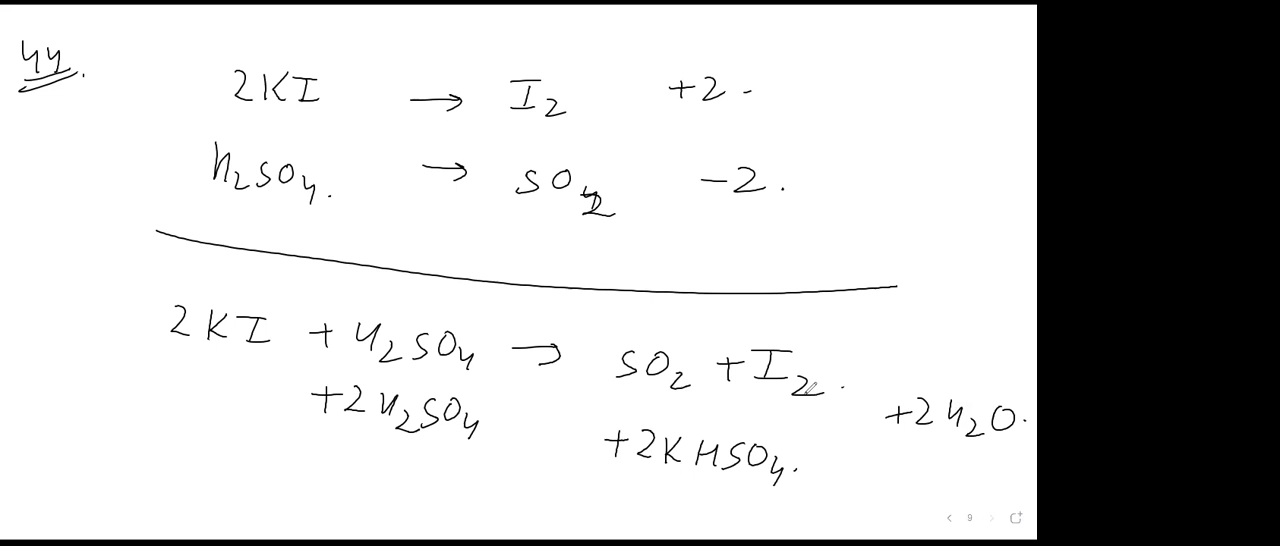 44.
2KI → I₂ +2.
H₂SO₄. → SO₂ -2.
2KI + H₂SO₄ → SO₂ + I₂.
+2H₂SO₄ +2KHSO₄. +2H₂O.
9